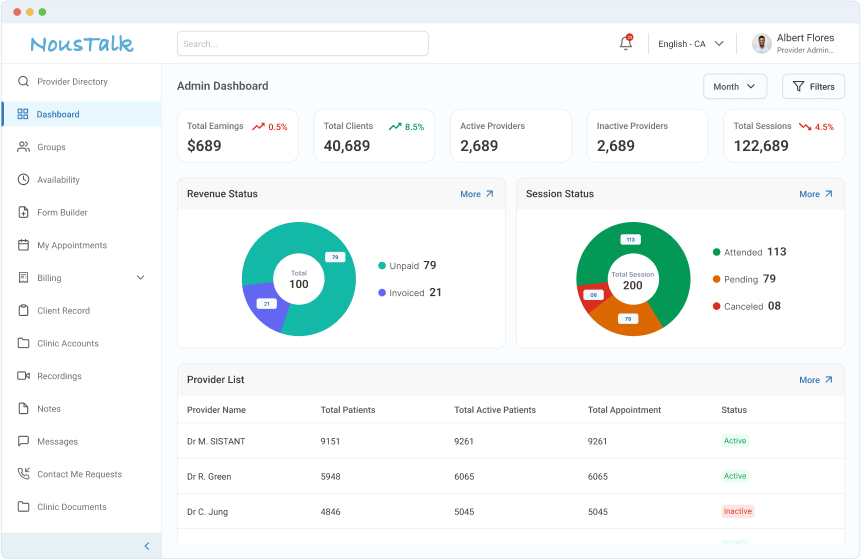 NousTalk
Search...
English - CA
Albert Flores
Provider Admin...
Provider Directory
Dashboard
Groups
Availability
Form Builder
My Appointments
Billing
Client Record
Clinic Accounts
Recordings
Notes
Messages
Contact Me Requests
Clinic Documents
Admin Dashboard
Month
Filters
Total Earnings 0.5%
$689
Total Clients 8.5%
40,689
Active Providers
2,689
Inactive Providers
2,689
Total Sessions 4.5%
122,689
Revenue Status More
79
Total
100
21
Unpaid 79
Invoiced 21
Session Status More
113
Total Session
200
08
79
Attended 113
Pending 79
Canceled 08
Provider List More
Provider Name Total Patients Total Active Patients Total Appointment Status
Dr M. SISTANT 9151 9261 9261 Active
Dr R. Green 5948 6065 6065 Active
Dr C. Jung 4846 5045 5045 Inactive